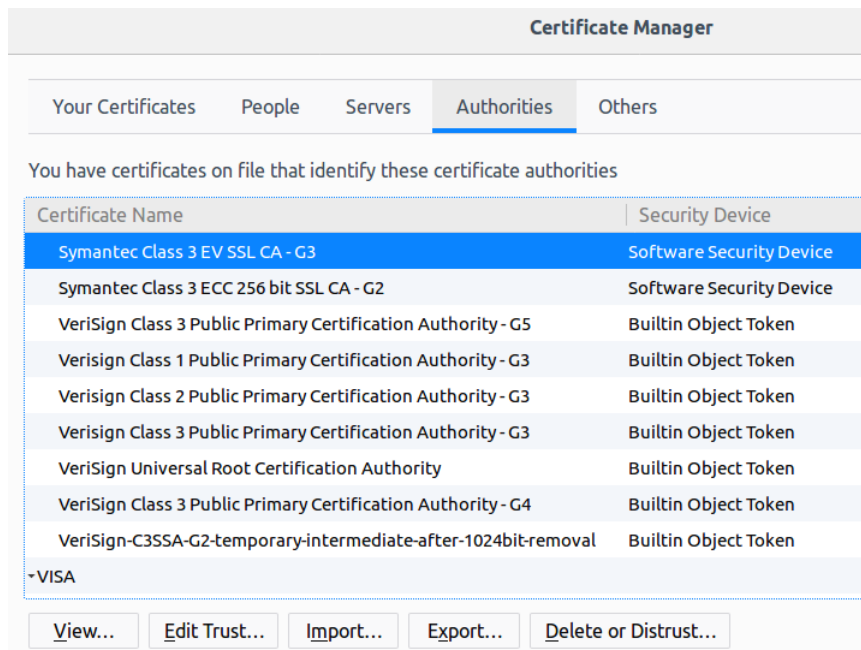 Certificate Manager
Your Certificates People Servers Authorities Others
You have certificates on file that identify these certificate authorities
Certificate Name Security Device
Symantec Class 3 EV SSL CA - G3 Software Security Device
Symantec Class 3 ECC 256 bit SSL CA - G2 Software Security Device
VeriSign Class 3 Public Primary Certification Authority - G5 Builtin Object Token
Verisign Class 1 Public Primary Certification Authority - G3 Builtin Object Token
Verisign Class 2 Public Primary Certification Authority - G3 Builtin Object Token
Verisign Class 3 Public Primary Certification Authority - G3 Builtin Object Token
VeriSign Universal Root Certification Authority Builtin Object Token
VeriSign Class 3 Public Primary Certification Authority - G4 Builtin Object Token
VeriSign-C3SSA-G2-temporary-intermediate-after-1024bit-removal Builtin Object Token
VISA
View... Edit Trust... Import... Export... Delete or Distrust...